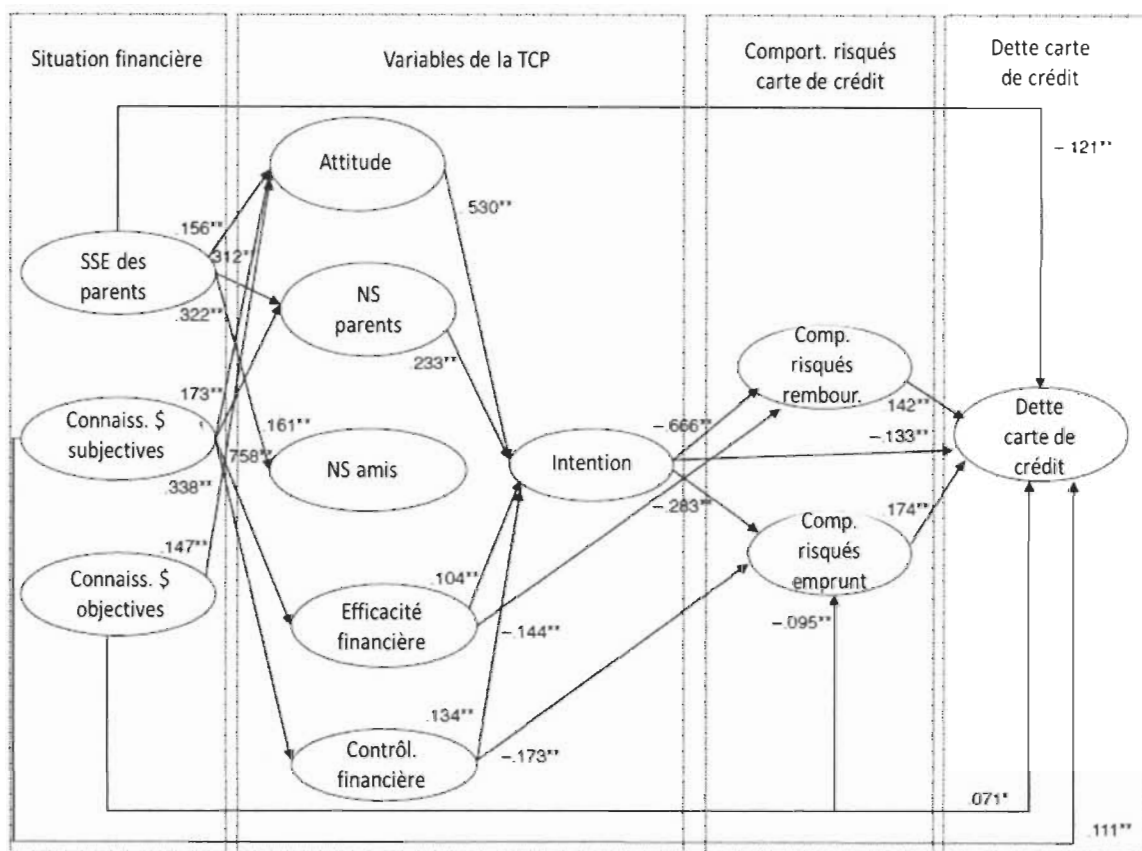 Situation financière
Variables de la TCP
Comport. risqués
carte de crédit
Dette carte
de crédit
Attitude
-.121**
.530**
.156**
.312**
SSE des
parents
NS
parents
.322**
.233**
Comp.
risqués
rembour.
.173**
.161**
.758**
Connaiss. $
subjectives
NS amis
Intention
-.666**
.142**
-.133**
Dette
carte de
crédit
.338**
-.283**
.174**
Comp.
risqués
emprunt
.147**
Connaiss. $
objectives
.104**
Efficacité
financière
-.144**
-.095**
.134**
Contrôl.
financière
-.173**
.071*
.111**